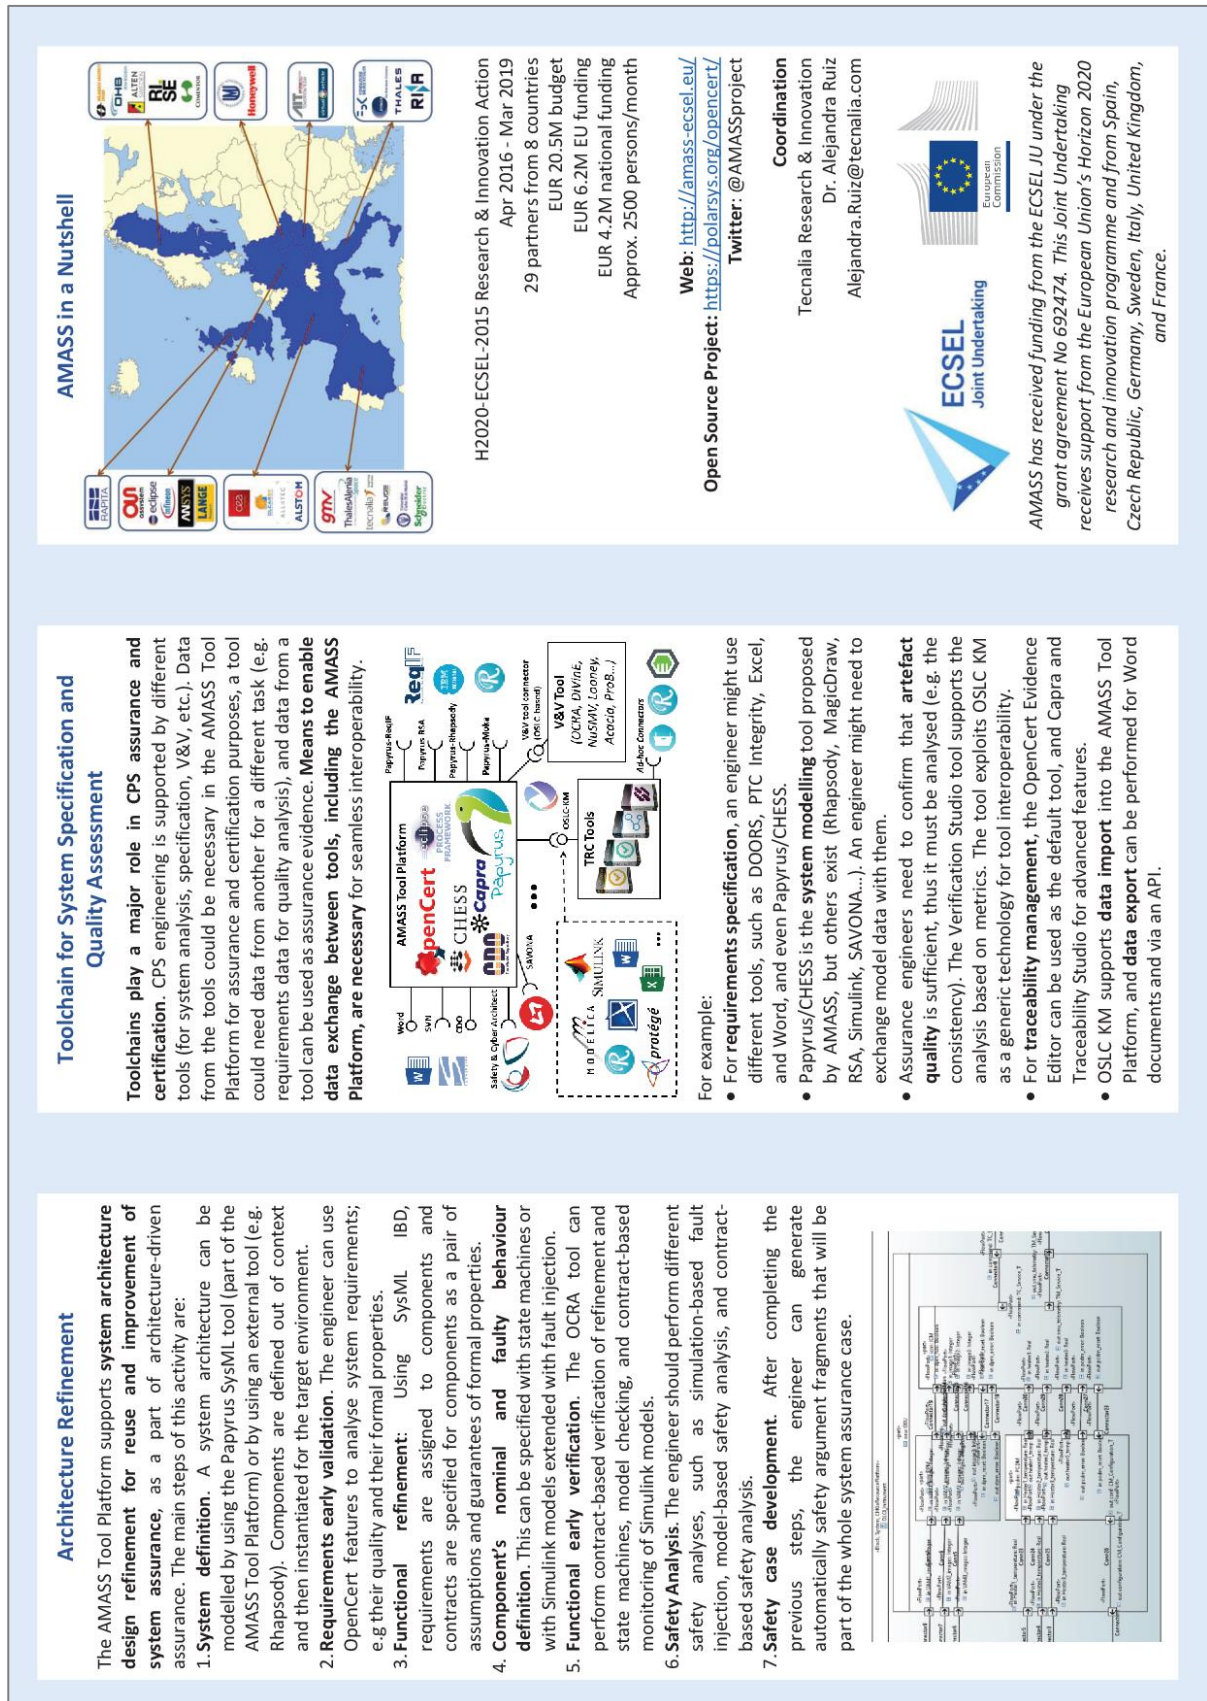 Architecture Refinement
The AMASS Tool Platform supports system architecture
design refinement for reuse and improvement of
system assurance, as a part of architecture-driven
assurance. The main steps of this activity are:
1.System definition. A system architecture can be
modelled by using the Papyrus SysML tool (part of the
AMASS Tool Platform) or by using an external tool (e.g.
Rhapsody). Components are defined out of context
and then instantiated for the target environment.
2.Requirements early validation. The engineer can use
OpenCert features to analyse system requirements;
e.g their quality and their formal properties.
3. Functional refinement: Using SysML IBD,
requirements are assigned to components and
contracts are specified for components as a pair of
assumptions and guarantees of formal properties.
4. Component's nominal and faulty behaviour
definition. This can be specified with state machines or
with Simulink models extended with fault injection.
5. Functional early verification. The OCRA tool can
perform contract-based verification of refinement and
state machines, model checking, and contract-based
monitoring of Simulink models.
6.Safety Analysis. The engineer should perform different
safety analyses, such as simulation-based fault
injection, model-based safety analysis, and contract-
based safety analysis.
7.Safety case development. After completing the
previous steps, the engineer can generate
automatically safety argument fragments that will be
part of the whole system assurance case.
Toolchain for System Specification and
Quality Assessment
Toolchains play a major role in CPS assurance and
certification. CPS engineering is supported by different
tools (for system analysis, specification, V&V, etc.). Data
from the tools could be necessary in the AMASS Tool
Platform for assurance and certification purposes, a tool
could need data from another for a different task (e.g.
requirements data for quality analysis), and data from a
tool can be used as assurance evidence. Means to enable
data exchange between tools, including the AMASS
Platform, are necessary for seamless interoperability.
Word
SVN
CDO
Safety & Cyber Architect
SAVONA
AMASS Tool Platform
OpenCert
eclipse
PROCESS
FRAMEWORK
CHESS
Capra
Papyrus
...
Papyrus-ReqIF
Papyrus RSA
Papyrus-Rhapsody
Papyrus-Moka
ReqIF
IBM
V&V tool connector
(OSLC based)
V&V Tool
(OCRA, DiVinE,
NuSMV, Looney,
Acacia, ProB...)
OSLC-KM
TRC Tools
Ad-hoc Connectors
MODELICA
SIMULINK
protégé
...
For example:
● For requirements specification, an engineer might use
different tools, such as DOORS, PTC Integrity, Excel,
and Word, and even Papyrus/CHESS.
● Papyrus/CHESS is the system modelling tool proposed
by AMASS, but others exist (Rhapsody, MagicDraw,
RSA, Simulink, SAVONA...). An engineer might need to
exchange model data with them.
● Assurance engineers need to confirm that artefact
quality is sufficient, thus it must be analysed (e.g. the
consistency). The Verification Studio tool supports the
analysis based on metrics. The tool exploits OSLC KM
as a generic technology for tool interoperability.
● For traceability management, the OpenCert Evidence
Editor can be used as the default tool, and Capra and
Traceability Studio for advanced features.
● OSLC KM supports data import into the AMASS Tool
Platform, and data export can be performed for Word
documents and via an API.
AMASS in a Nutshell
RAPITA
assystem
eclipse
infineon
ANSYS
LANGE
cea
ALL4TEC
ALSTOM
gmv
ThalesAlenia
tecnalia
Schneider
OHB
ALTEN
RI
SE
COMENTOR
Honeywell
AIT
FBK
THALES
RINA
H2020-ECSEL-2015 Research & Innovation Action
Apr 2016 - Mar 2019
29 partners from 8 countries
EUR 20.5M budget
EUR 6.2M EU funding
EUR 4.2M national funding
Approx. 2500 persons/month
Web: http://amass-ecsel.eu/
Open Source Project: https://polarsys.org/opencert/
Twitter: @AMASSproject
Coordination
Tecnalia Research & Innovation
Dr. Alejandra Ruiz
Alejandra.Ruiz@tecnalia.com
ECSEL
Joint Undertaking
European
Commission
AMASS has received funding from the ECSEL JU under the
grant agreement No 692474. This Joint Undertaking
receives support from the European Union's Horizon 2020
research and innovation programme and from Spain,
Czech Republic, Germany, Sweden, Italy, United Kingdom,
and France.